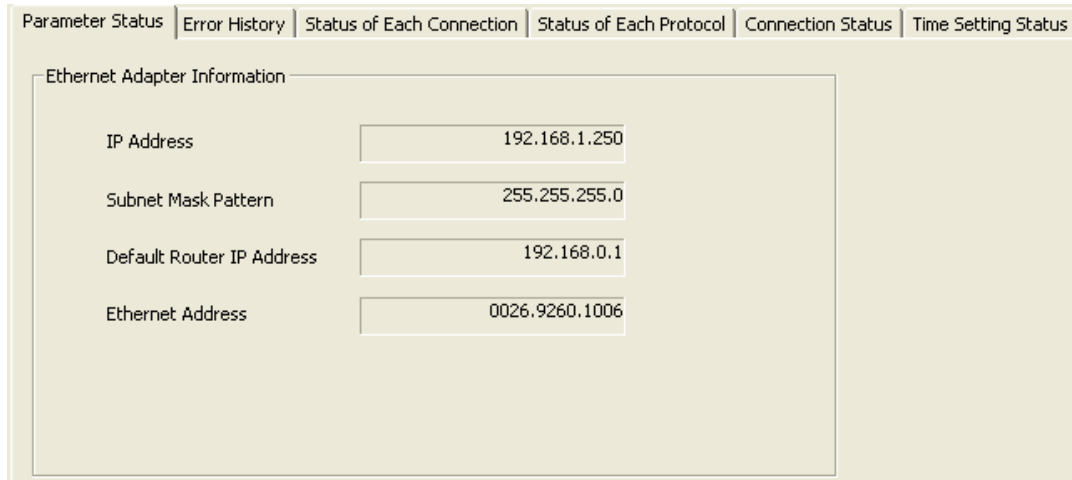 Parameter Status Error History Status of Each Connection Status of Each Protocol Connection Status Time Setting Status
Ethernet Adapter Information
IP Address 192.168.1.250
Subnet Mask Pattern 255.255.255.0
Default Router IP Address 192.168.0.1
Ethernet Address 0026.9260.1006